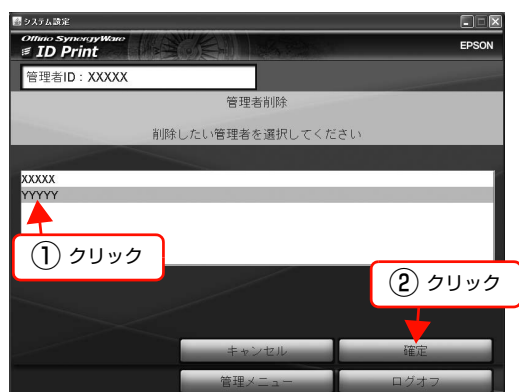 システム設定
Offirio SynergyWare
ID Print
EPSON
管理者ID：XXXXX
管理者削除
削除したい管理者を選択してください
XXXXX
YYYYY
① クリック
② クリック
キャンセル
確定
管理メニュー
ログオフ